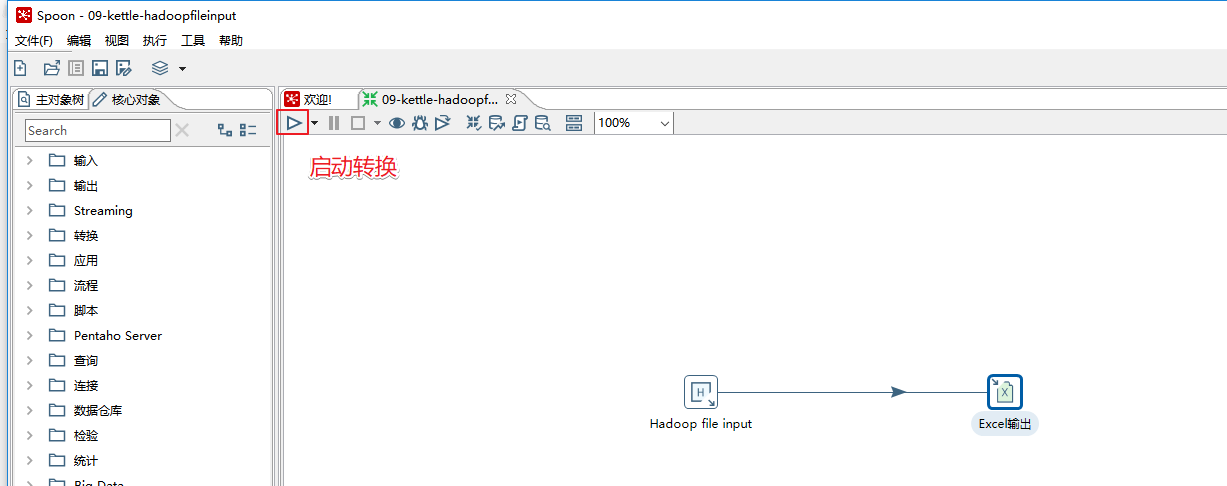 Spoon - 09-kettle-hadoopfileinput
文件(F) 编辑 视图 执行 工具 帮助
主对象树 核心对象
欢迎! 09-kettle-hadoopf...
Search
100%
启动转换
输入
输出
Streaming
转换
应用
流程
脚本
Pentaho Server
查询
连接
数据仓库
检验
统计
Big Data
H
X
Hadoop file input
Excel输出